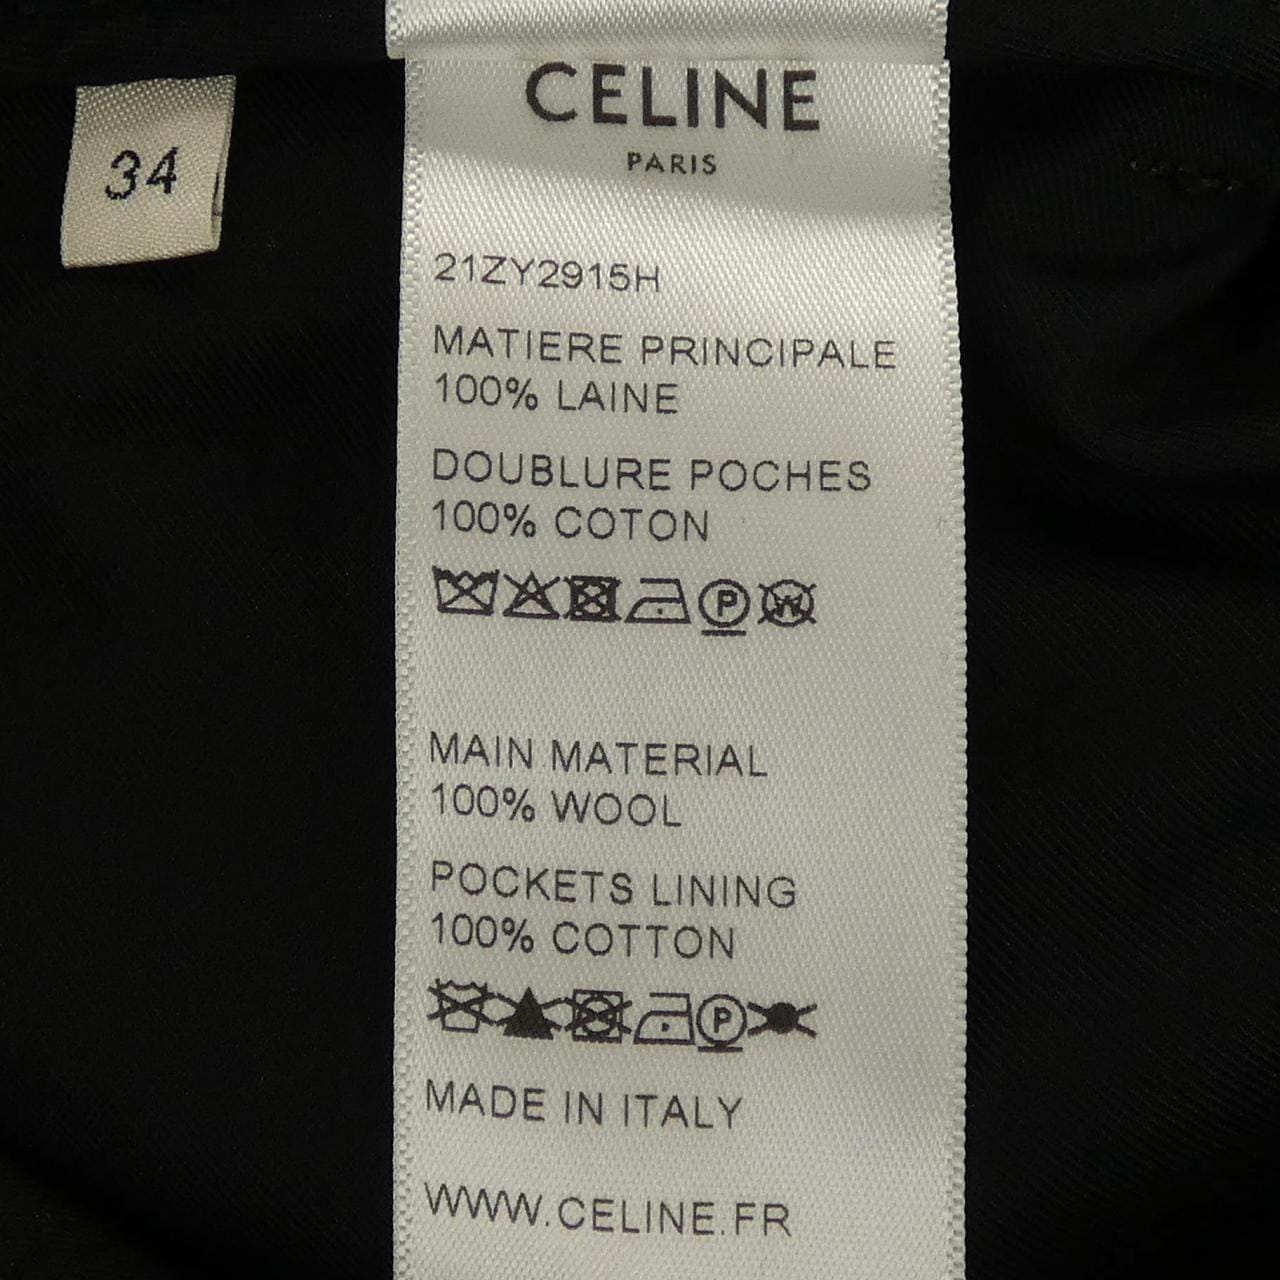 34
CELINE
PARIS
21ZY2915H
MATIERE PRINCIPALE
100% LAINE
DOUBLURE POCHES
100% COTON
P W
MAIN MATERIAL
100% WOOL
POCKETS LINING
100% COTTON
P
MADE IN ITALY
WWW.CELINE.FR